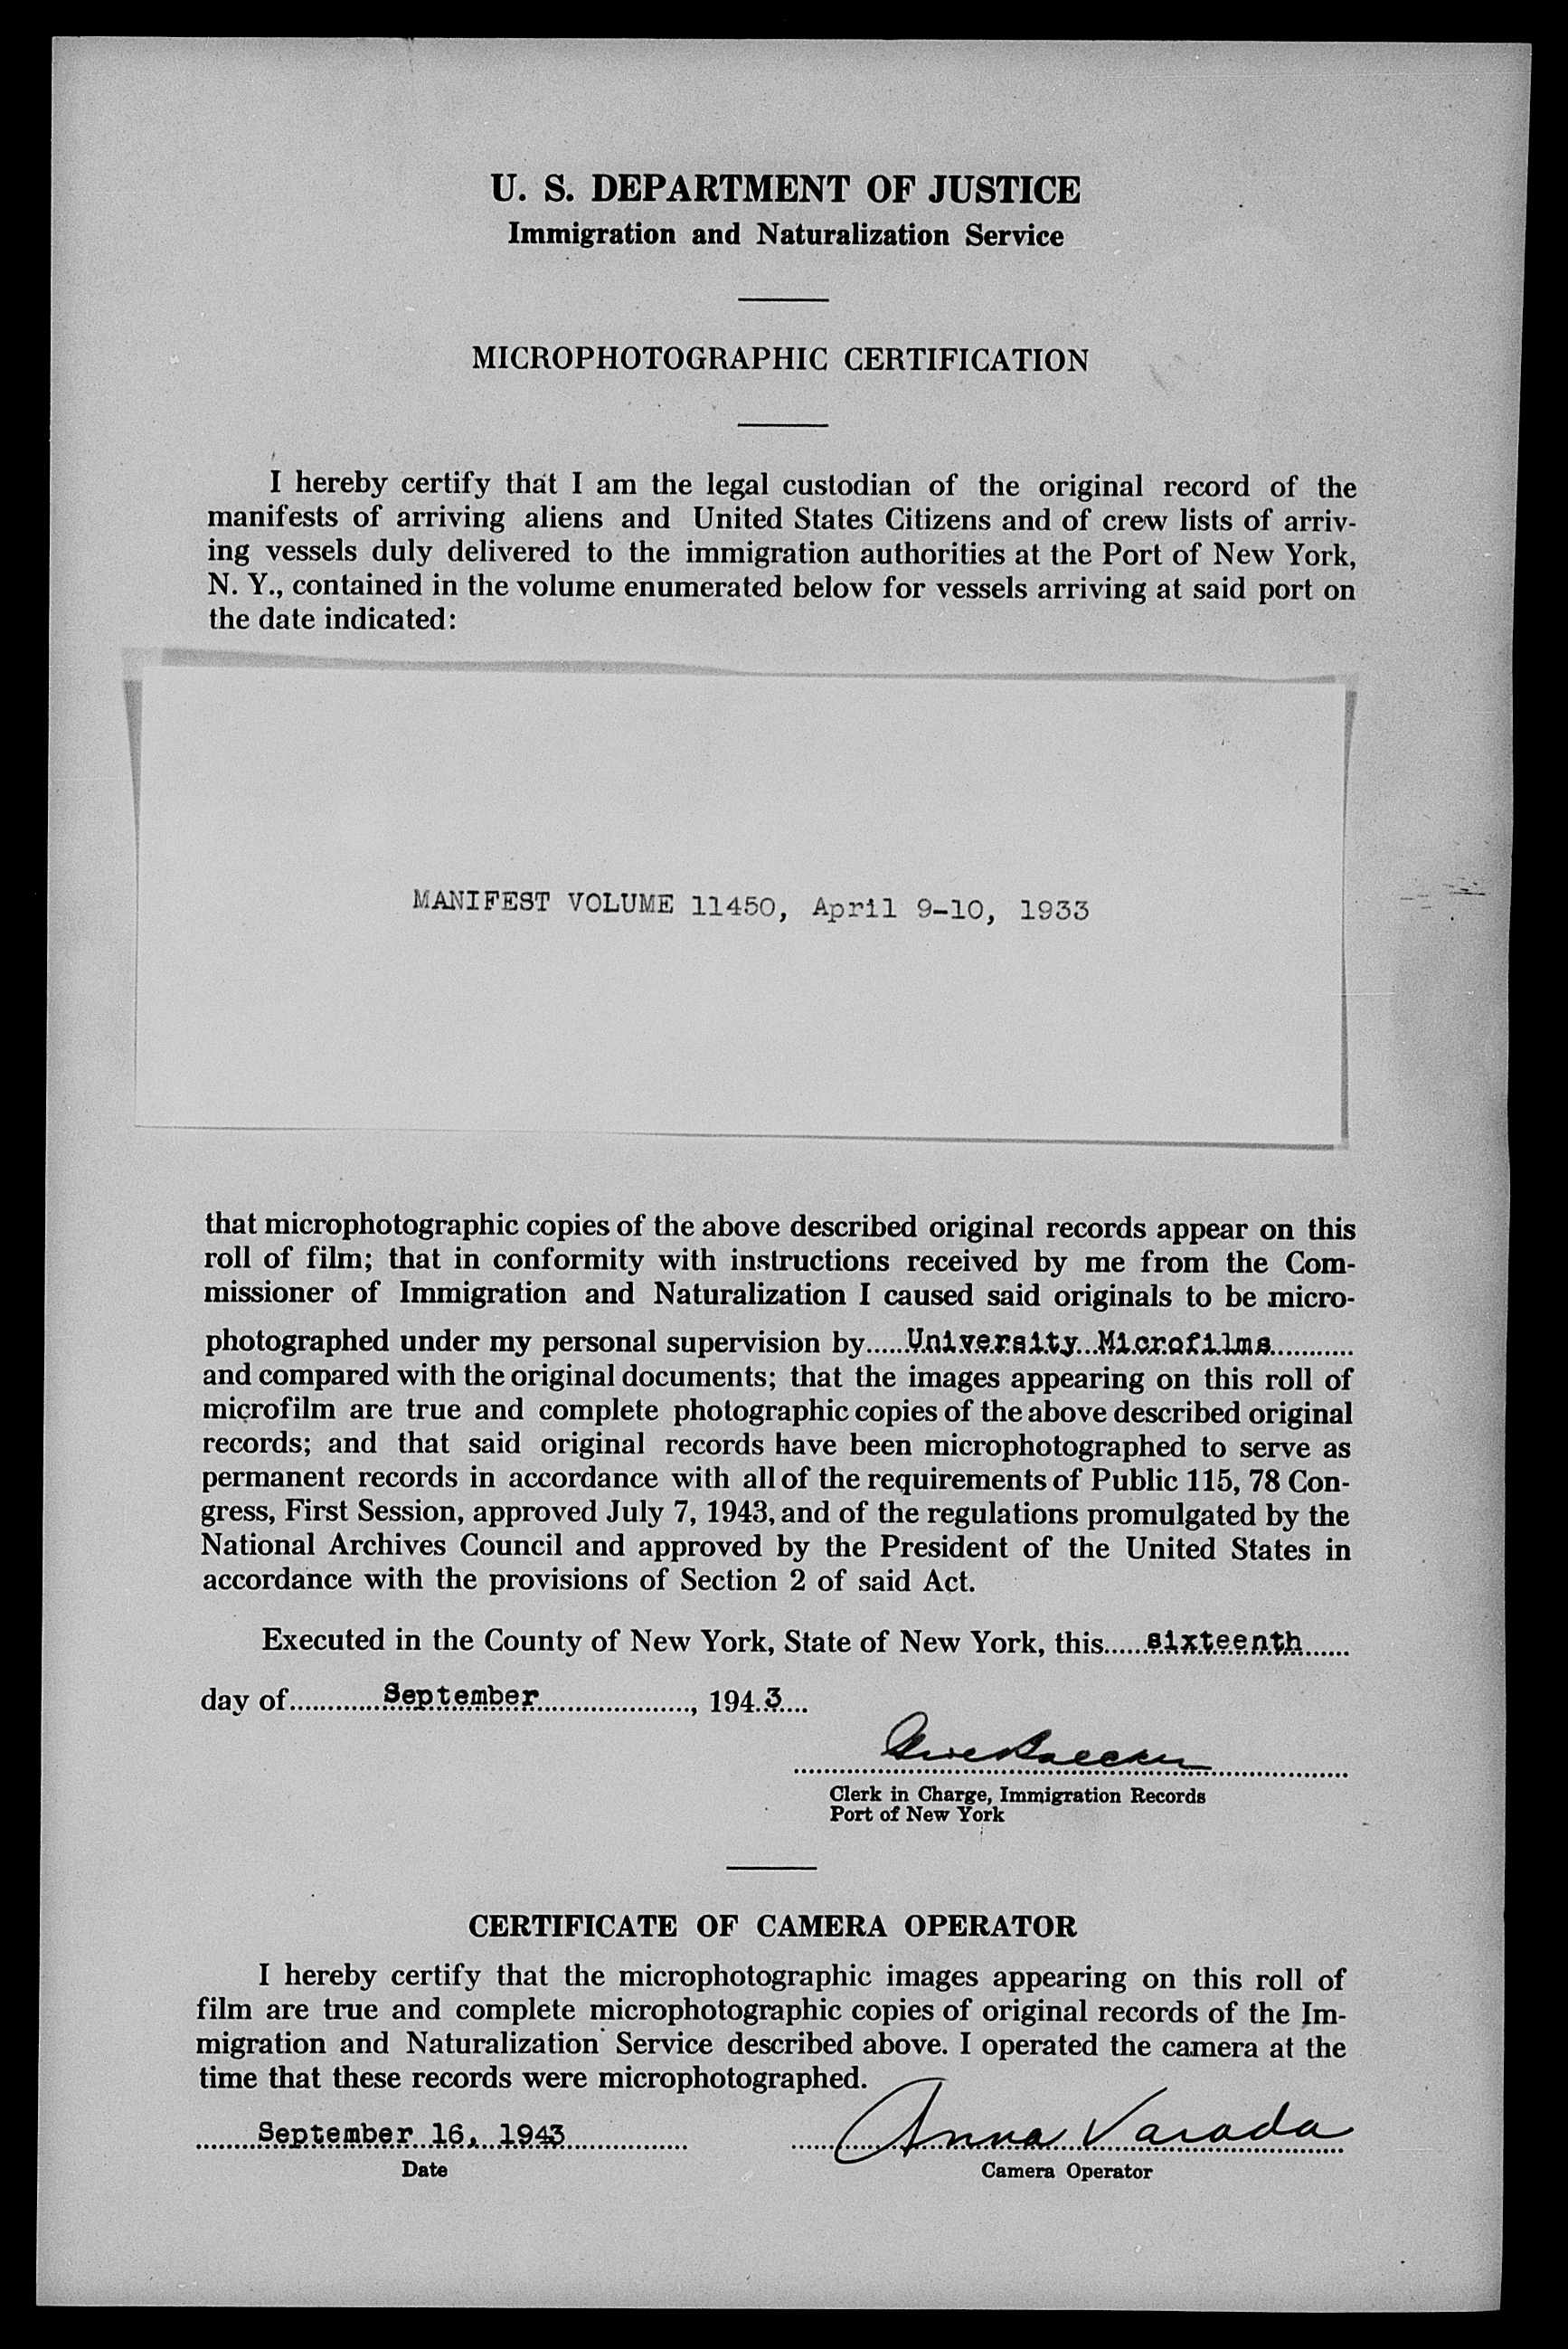 U. S. DEPARTMENT OF JUSTICE
Immigration and Naturalization Service
MICROPHOTOGRAPHIC CERTIFICATION
I hereby certify that I am the legal custodian of the original record of the
manifests of arriving aliens and United States Citizens and of crew lists of arriv-
ing vessels duly delivered to the immigration authorities at the Port of New York,
N. Y., contained in the volume enumerated below for vessels arriving at said port on
the date indicated:
MANIFEST VOLUME 11450, April 9-10, 1933
that microphotographic copies of the above described original records appear on this
roll of film; that in conformity with instructions received by me from the Com-
missioner of Immigration and Naturalization I caused said originals to be micro-
photographed under my personal supervision by University Microfilms
and compared with the original documents; that the images appearing on this roll of
microfilm are true and complete photographic copies of the above described original
records; and that said original records have been microphotographed to serve as
permanent records in accordance with all of the requirements of Public 115, 78 Con-
gress, First Session, approved July 7, 1943, and of the regulations promulgated by the
National Archives Council and approved by the President of the United States in
accordance with the provisions of Section 2 of said Act.
Executed in the County of New York, State of New York, this sixteenth
day of September, 1943
Clerk in Charge, Immigration Records
Port of New York
CERTIFICATE OF CAMERA OPERATOR
I hereby certify that the microphotographic images appearing on this roll of
film are true and complete microphotographic copies of original records of the Im-
migration and Naturalization Service described above. I operated the camera at the
time that these records were microphotographed.
September 16, 1943 Anna Varada
Date Camera Operator